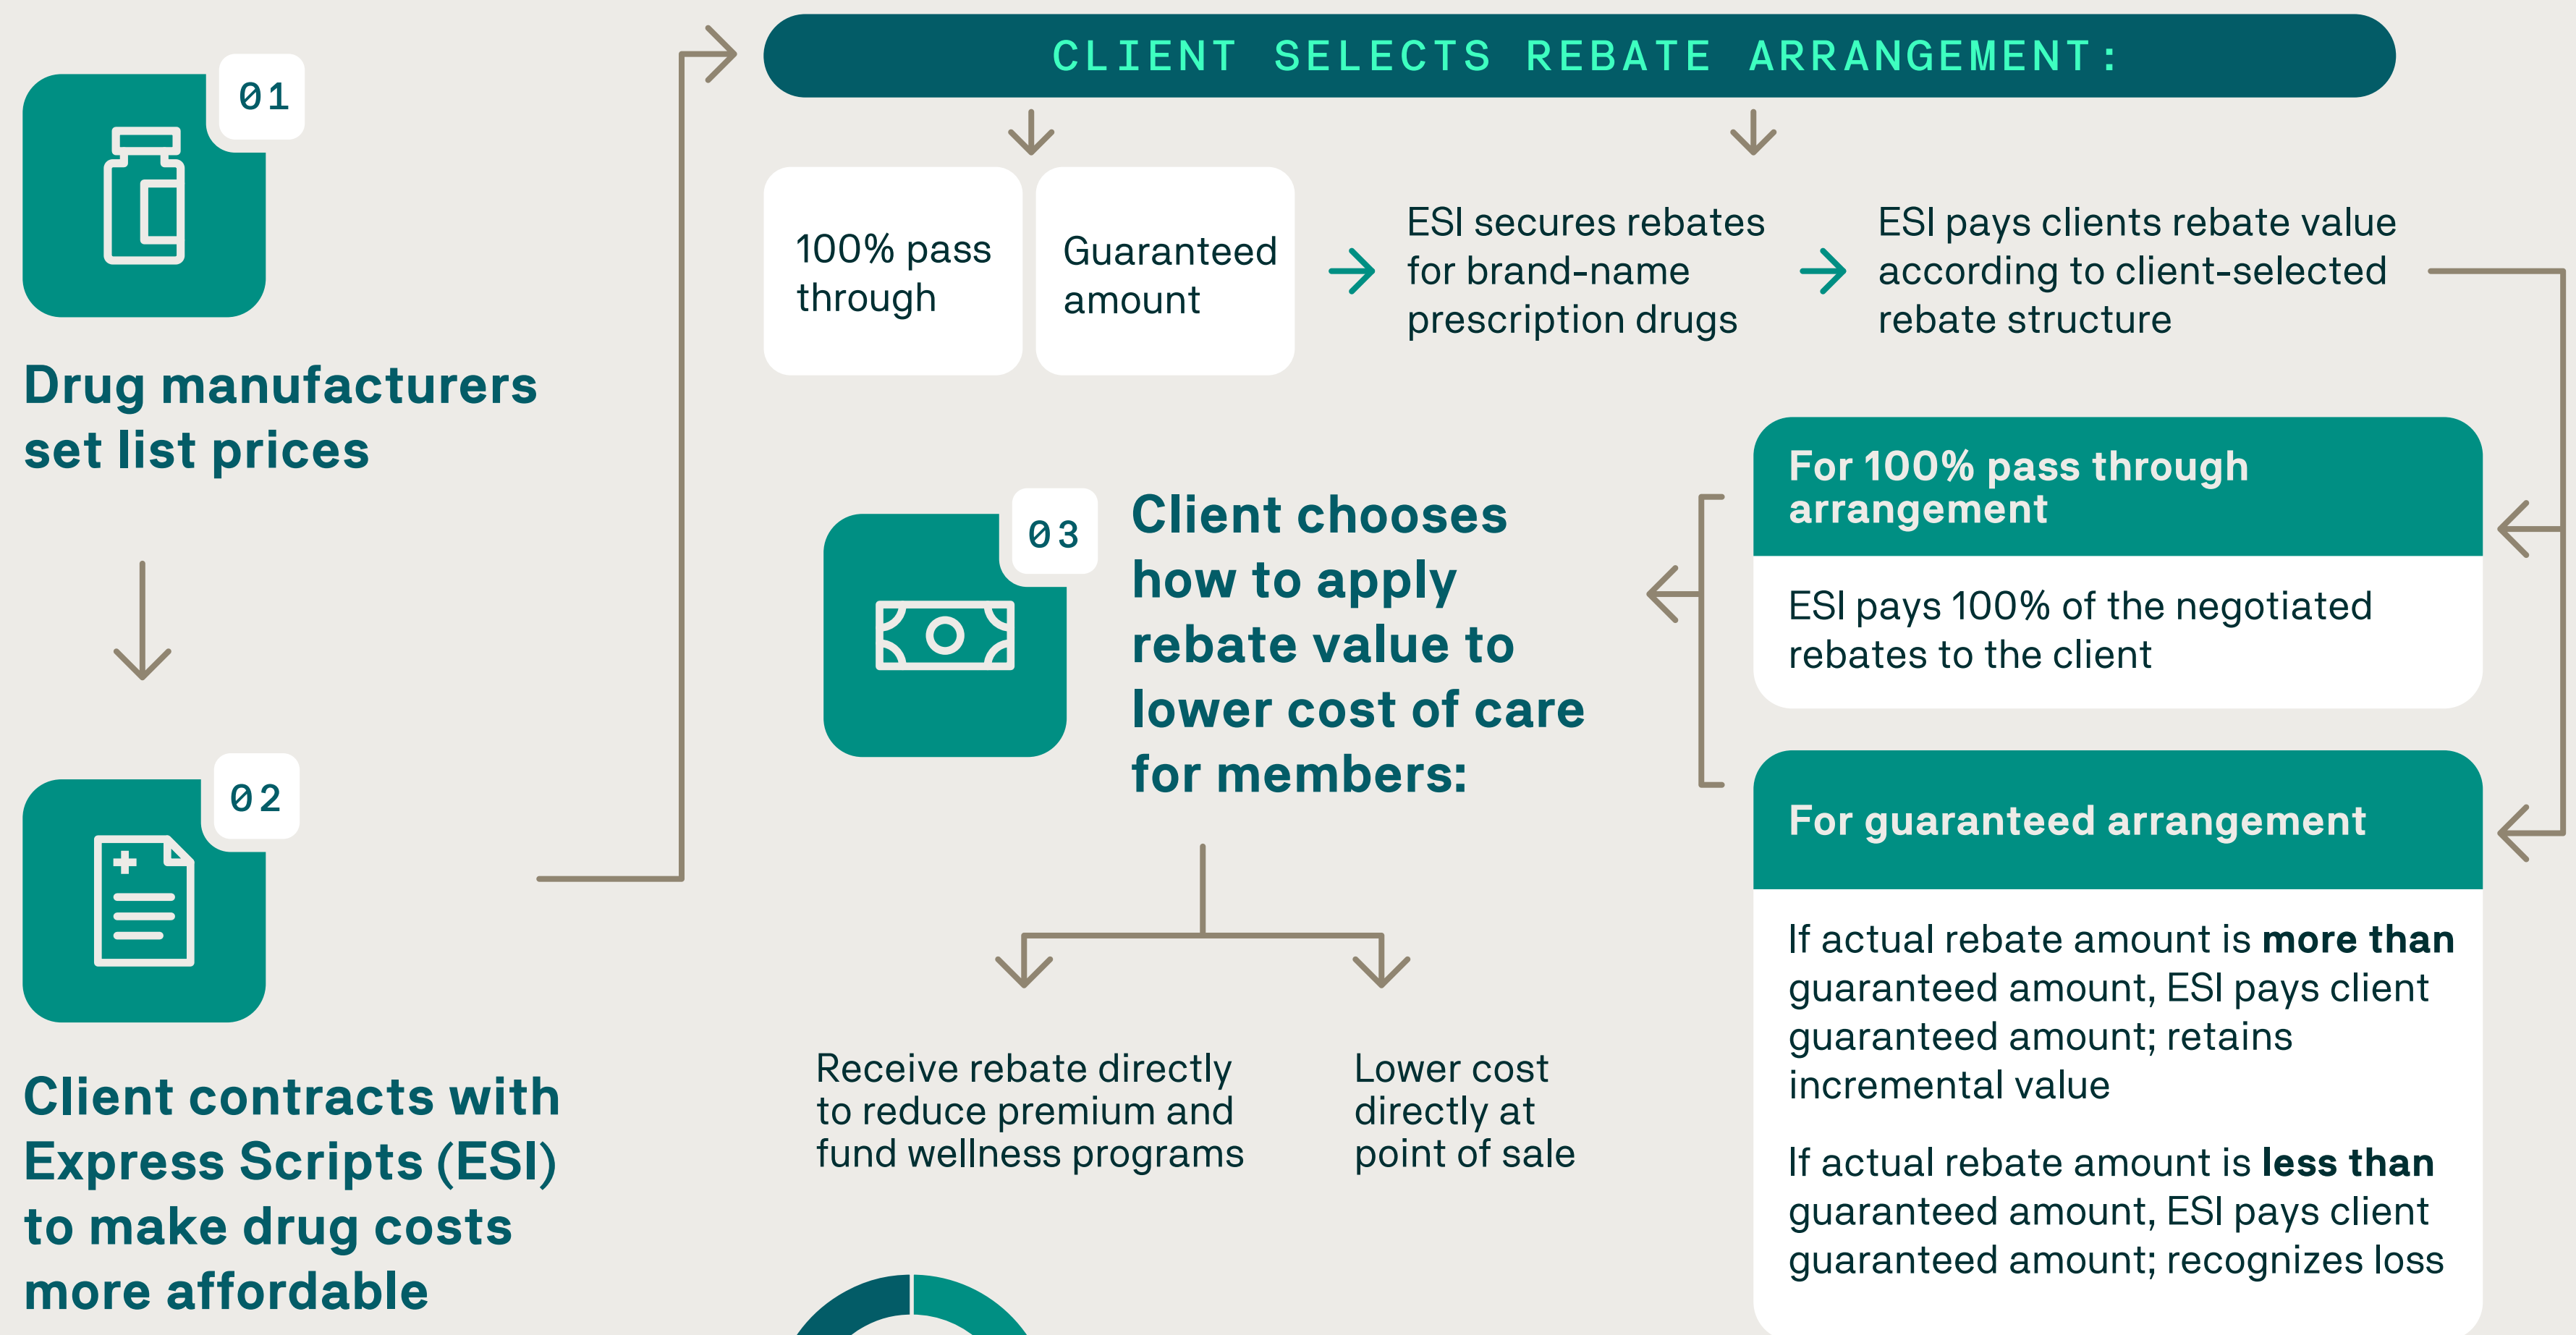 01
Drug manufacturers
set list prices
02
Client contracts with
Express Scripts (ESI)
to make drug costs
more affordable
CLIENT SELECTS REBATE ARRANGEMENT:
100% pass
through
Guaranteed
amount
ESI secures rebates
for brand-name
prescription drugs
ESI pays clients rebate value
according to client-selected
rebate structure
For 100% pass through
arrangement
ESI pays 100% of the negotiated
rebates to the client
For guaranteed arrangement
If actual rebate amount is more than
guaranteed amount, ESI pays client
guaranteed amount; retains
incremental value
If actual rebate amount is less than
guaranteed amount, ESI pays client
guaranteed amount; recognizes loss
03
Client chooses
how to apply
rebate value to
lower cost of care
for members:
Receive rebate directly
to reduce premium and
fund wellness programs
Lower cost
directly at
point of sale